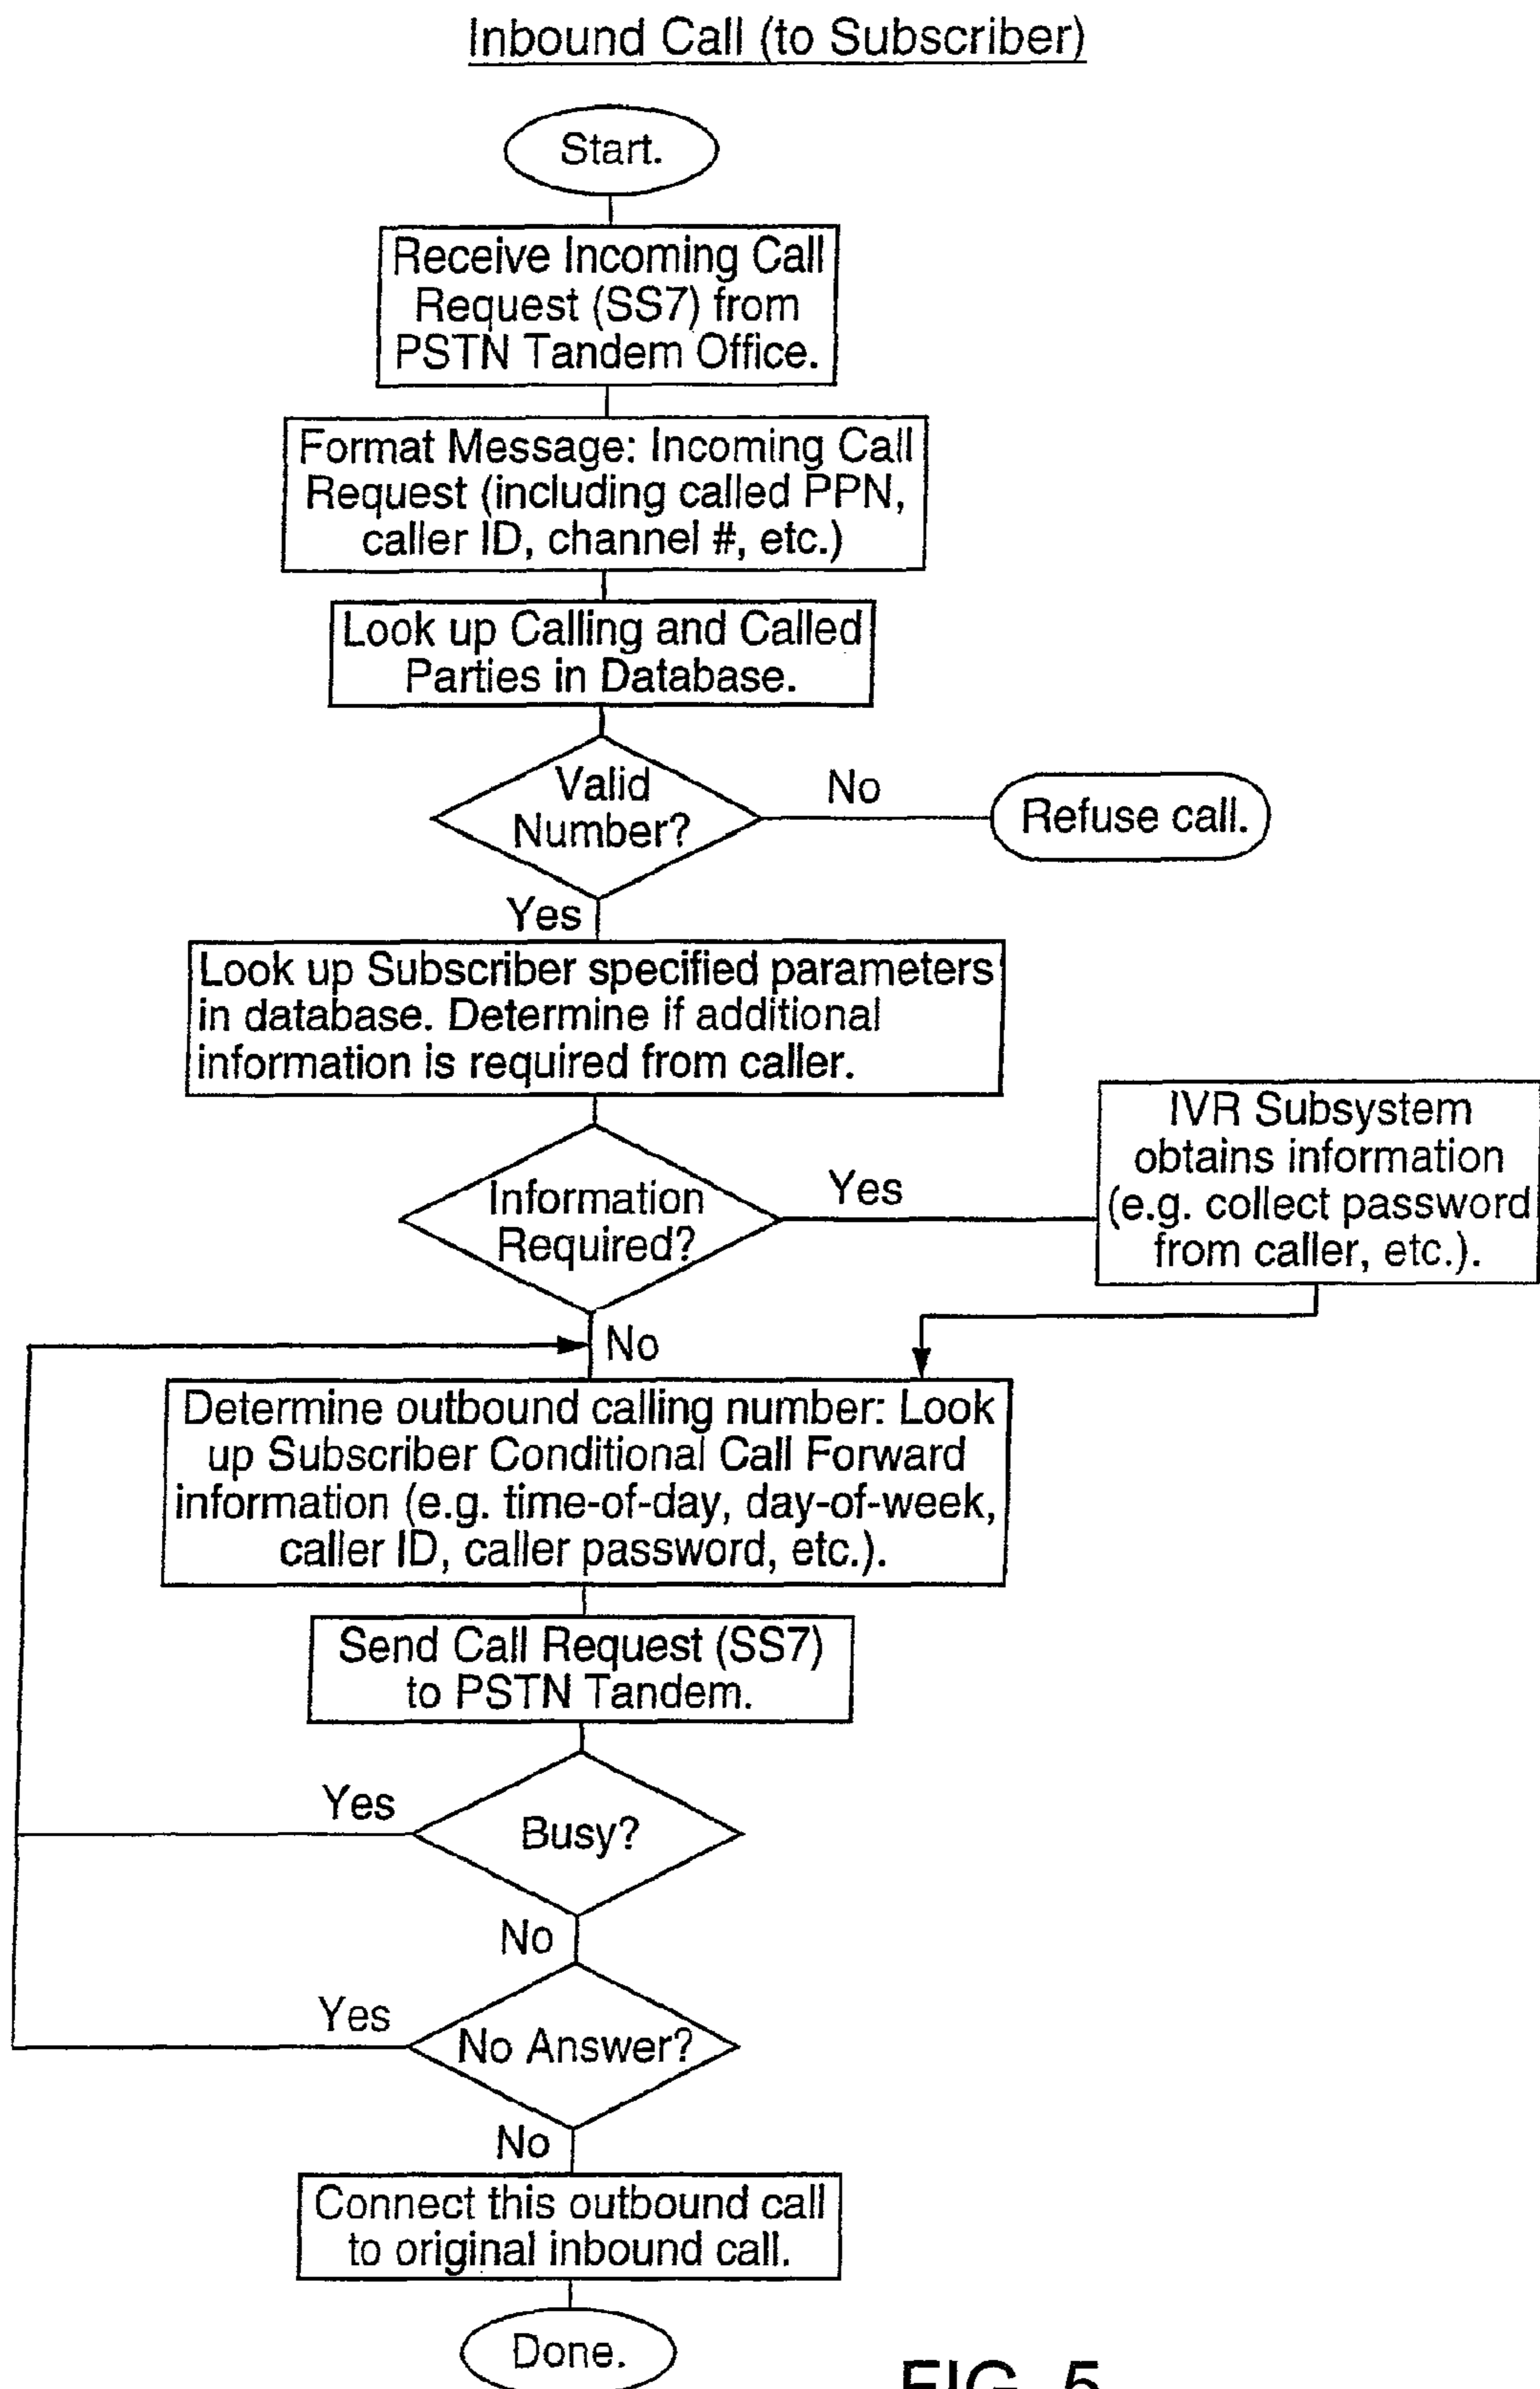 Inbound Call (to Subscriber)
Start.
Receive Incoming Call
Request (SS7) from
PSTN Tandem Office.
Format Message: Incoming Call
Request (including called PPN,
caller ID, channel #, etc.)
Look up Calling and Called
Parties in Database.
Valid
Number?
No
Refuse call.
Yes
Look up Subscriber specified parameters
in database. Determine if additional
information is required from caller.
Information
Required?
Yes
IVR Subsystem
obtains information
(e.g. collect password
from caller, etc.).
No
Determine outbound calling number: Look
up Subscriber Conditional Call Forward
information (e.g. time-of-day, day-of-week,
caller ID, caller password, etc.).
Send Call Request (SS7)
to PSTN Tandem.
Yes
Busy?
No
Yes
No Answer?
No
Connect this outbound call
to original inbound call.
Done.
FIG. 5